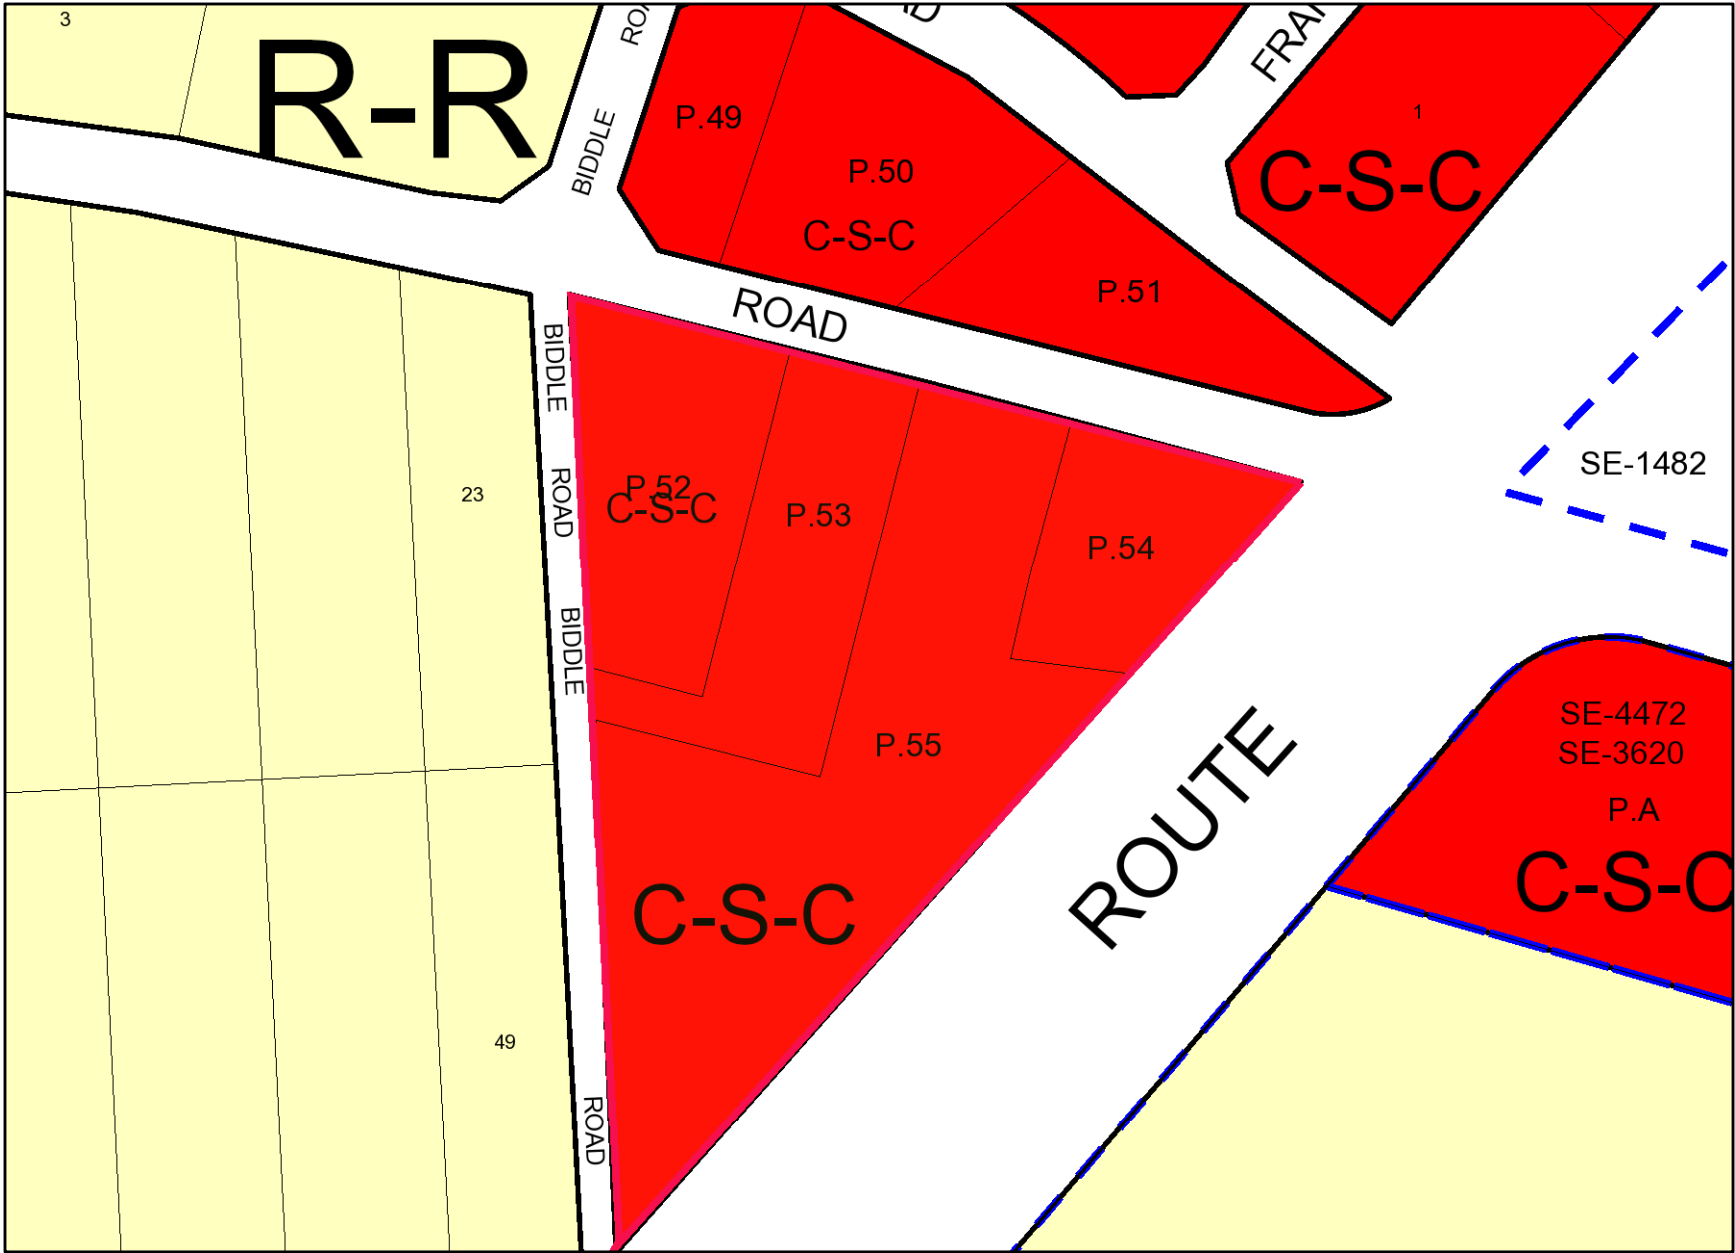 3
R-R
BIDDLE
P.49
P.50
C-S-C
P.51
1
C-S-C
ROAD
BIDDLE
ROAD
BIDDLE
ROAD
23
P.52
C-S-C
P.53
P.54
P.55
C-S-C
49
ROUTE
SE-1482
SE-4472
SE-3620
P.A
C-S-C